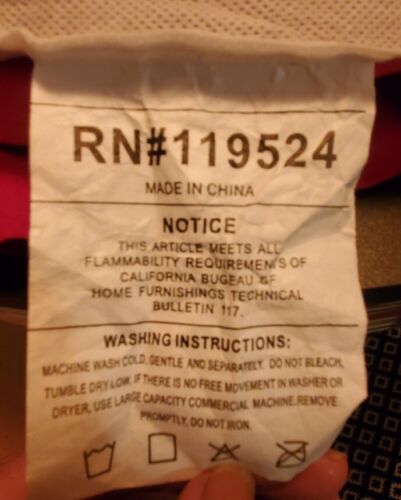 RN#119524
MADE IN CHINA
NOTICE
THIS ARTICLE MEETS ALL
FLAMMABILITY REQUIREMENTS OF
CALIFORNIA BUGEAU OF
HOME FURNISHINGS TECHNICAL
BULLETIN 117.
WASHING INSTRUCTIONS:
MACHINE WASH COLD, GENTLE AND SEPARATELY. DO NOT BLEACH,
TUMBLE DRY LOW. IF THERE IS NO FREE MOVEMENT IN WASHER OR
DRYER, USE LARGE CAPACITY COMMERCIAL MACHINE.REMOVE
PROMPTLY, DO NOT IRON.